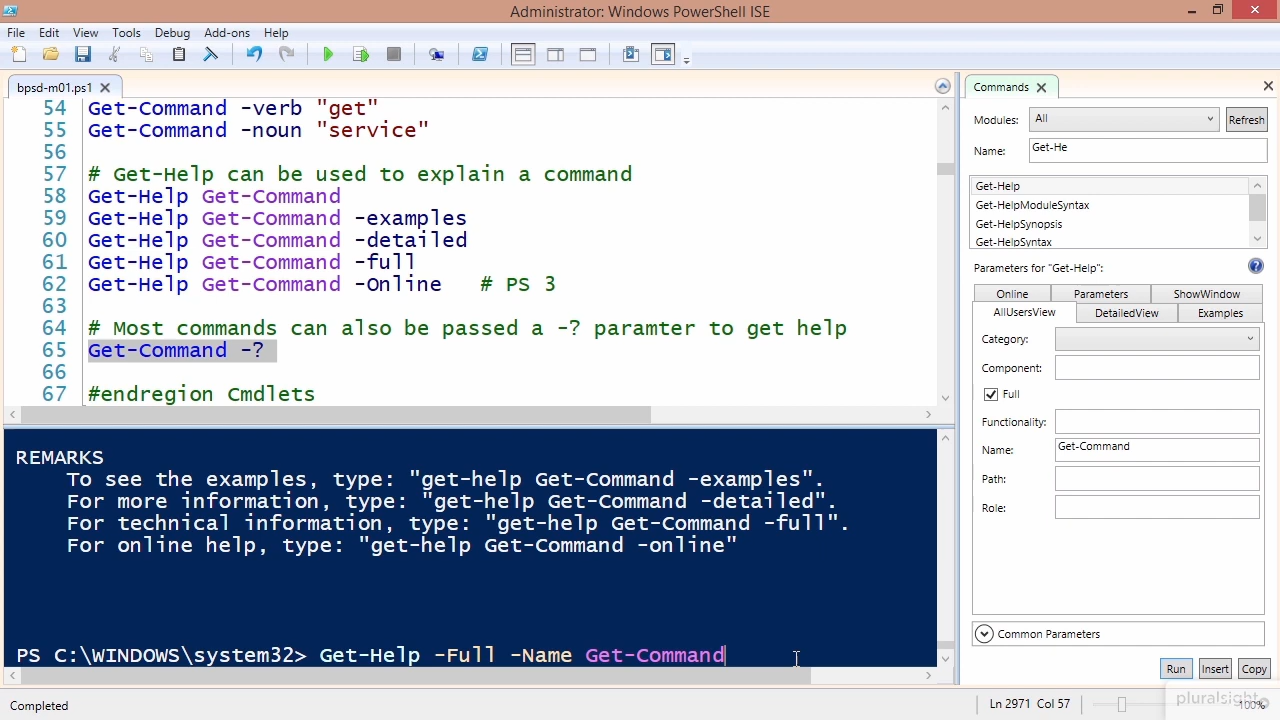 Administrator: Windows PowerShell ISE
File Edit View Tools Debug Add-ons Help
bpsd-m01.ps1
54 Get-Command -verb "get"
55 Get-Command -noun "service"
56
57 # Get-Help can be used to explain a command
58 Get-Help Get-Command
59 Get-Help Get-Command -examples
60 Get-Help Get-Command -detailed
61 Get-Help Get-Command -full
62 Get-Help Get-Command -Online # PS 3
63
64 # Most commands can also be passed a -? paramter to get help
65 Get-Command -?
66
67 #endregion Cmdlets
REMARKS
To see the examples, type: "get-help Get-Command -examples".
For more information, type: "get-help Get-Command -detailed".
For technical information, type: "get-help Get-Command -full".
For online help, type: "get-help Get-Command -online"
PS C:\WINDOWS\system32> Get-Help -Full -Name Get-Command
Commands
Modules: All Refresh
Name: Get-He
Get-Help
Get-HelpModuleSyntax
Get-HelpSynopsis
Get-HelpSyntax
Parameters for "Get-Help":
Online Parameters ShowWindow
AllUsersView DetailedView Examples
Category:
Component:
Full
Functionality:
Name: Get-Command
Path:
Role:
Common Parameters
Run Insert Copy
Completed
Ln 2971 Col 57
100%
pluralsight